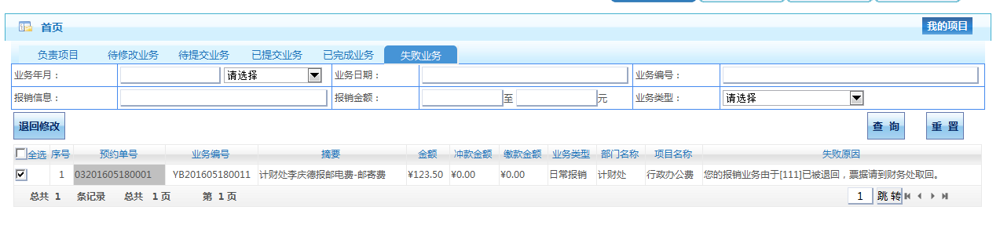 首页 我的项目
负责项目 待修改业务 待提交业务 已提交业务 已完成业务 失败业务
业务年月： 请选择 业务日期： 业务编号：
报销信息： 报销金额： 至 元 业务类型： 请选择
退回修改 查 询 重 置
全选 序号 预约单号 业务编号 摘要 金额 冲款金额 缴款金额 业务类型 部门名称 项目名称 失败原因
1 03201605180001 YB201605180011 计财处李庆德报邮电费-邮寄费 ¥123.50 ¥0.00 ¥0.00 日常报销 计财处 行政办公费 您的报销业务由于[111]已被退回，票据请到财务处取回。
总共 1 条记录 总共 1 页 第 1 页 1 跳 转